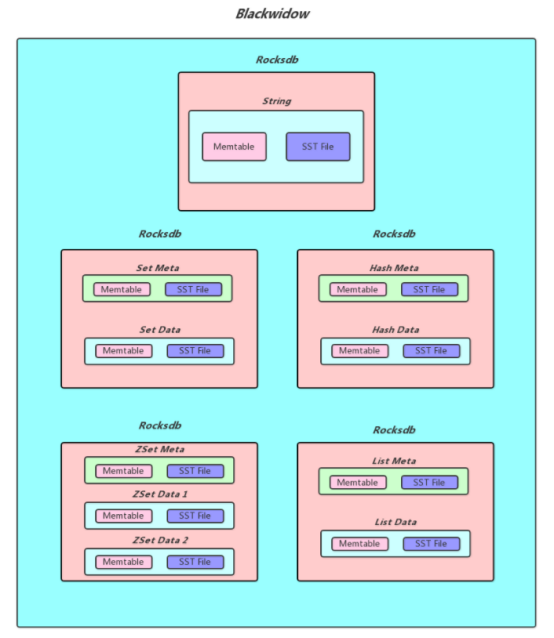 Blackwidow
Rocksdb
String
Memtable SST File
Rocksdb
Set Meta
Memtable SST File
Set Data
Memtable SST File
Rocksdb
Hash Meta
Memtable SST File
Hash Data
Memtable SST File
Rocksdb
ZSet Meta
Memtable SST File
ZSet Data 1
Memtable SST File
ZSet Data 2
Memtable SST File
Rocksdb
List Meta
Memtable SST File
List Data
Memtable SST File